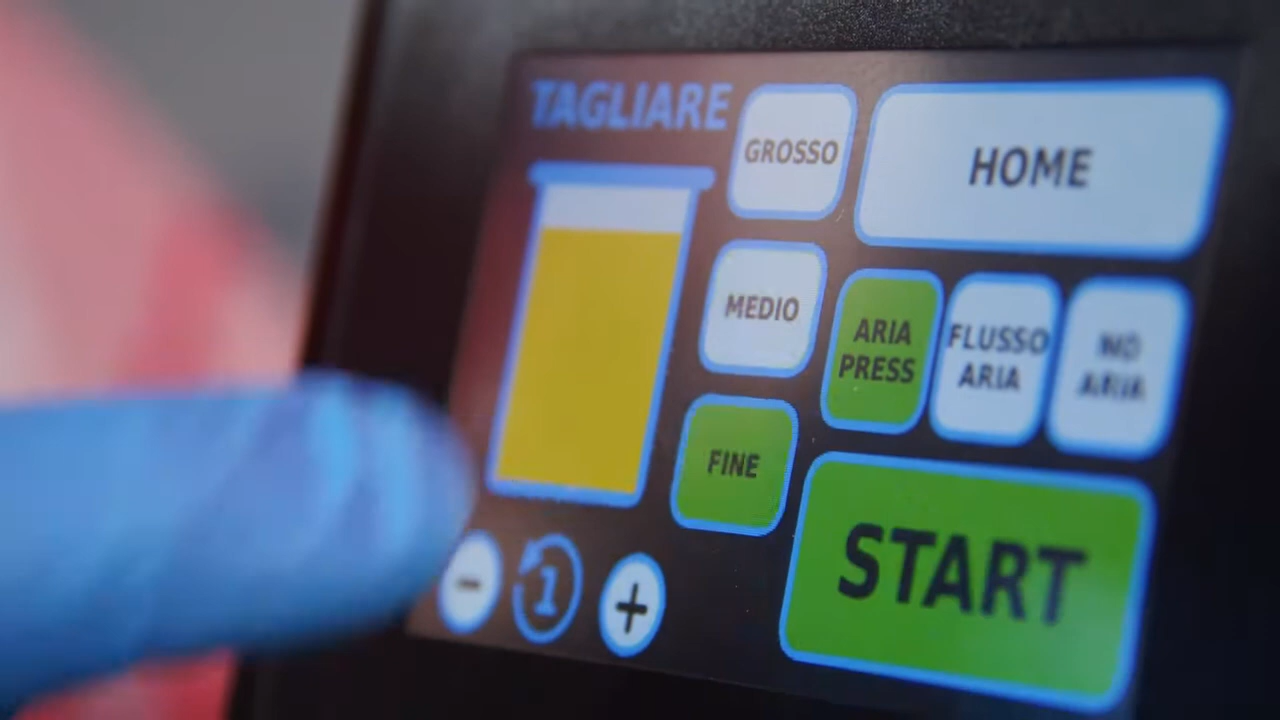 TAGLIARE
GROSSO
HOME
MEDIO
ARIA
PRESS
FLUSSO
ARIA
NO
ARIA
FINE
START
-
1
+